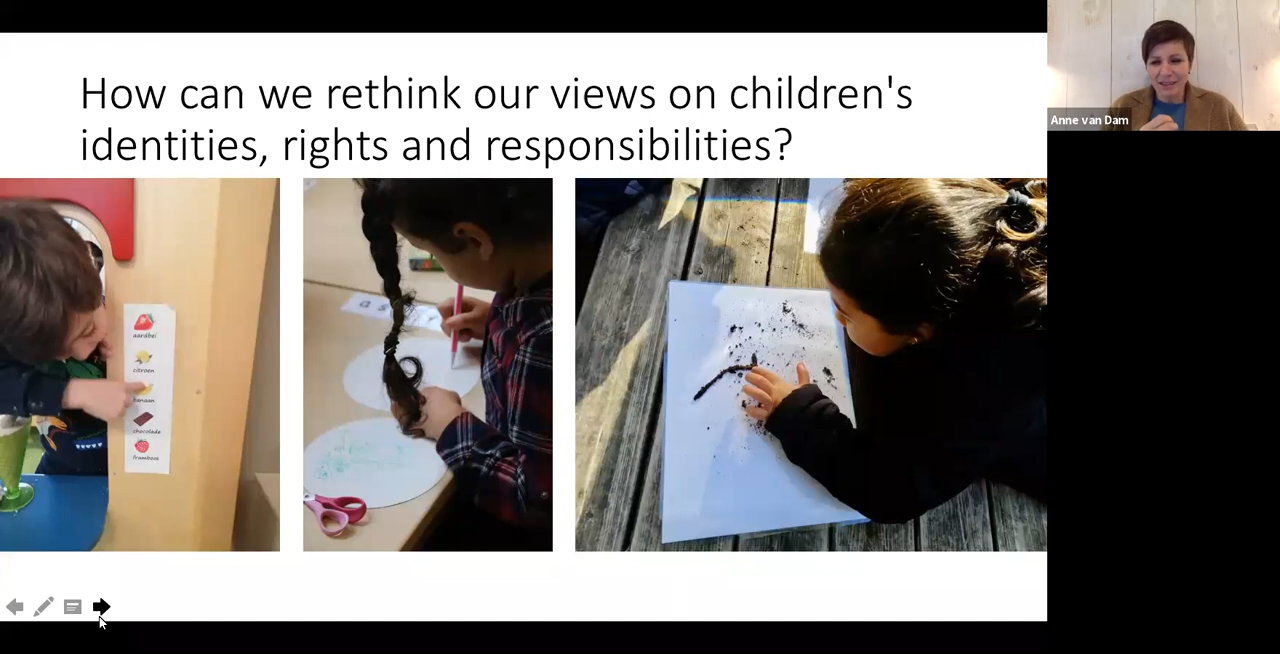 How can we rethink our views on children's
identities, rights and responsibilities?
Anne van Dam
aardbei
citroen
banaan
chocolade
framboos
a s